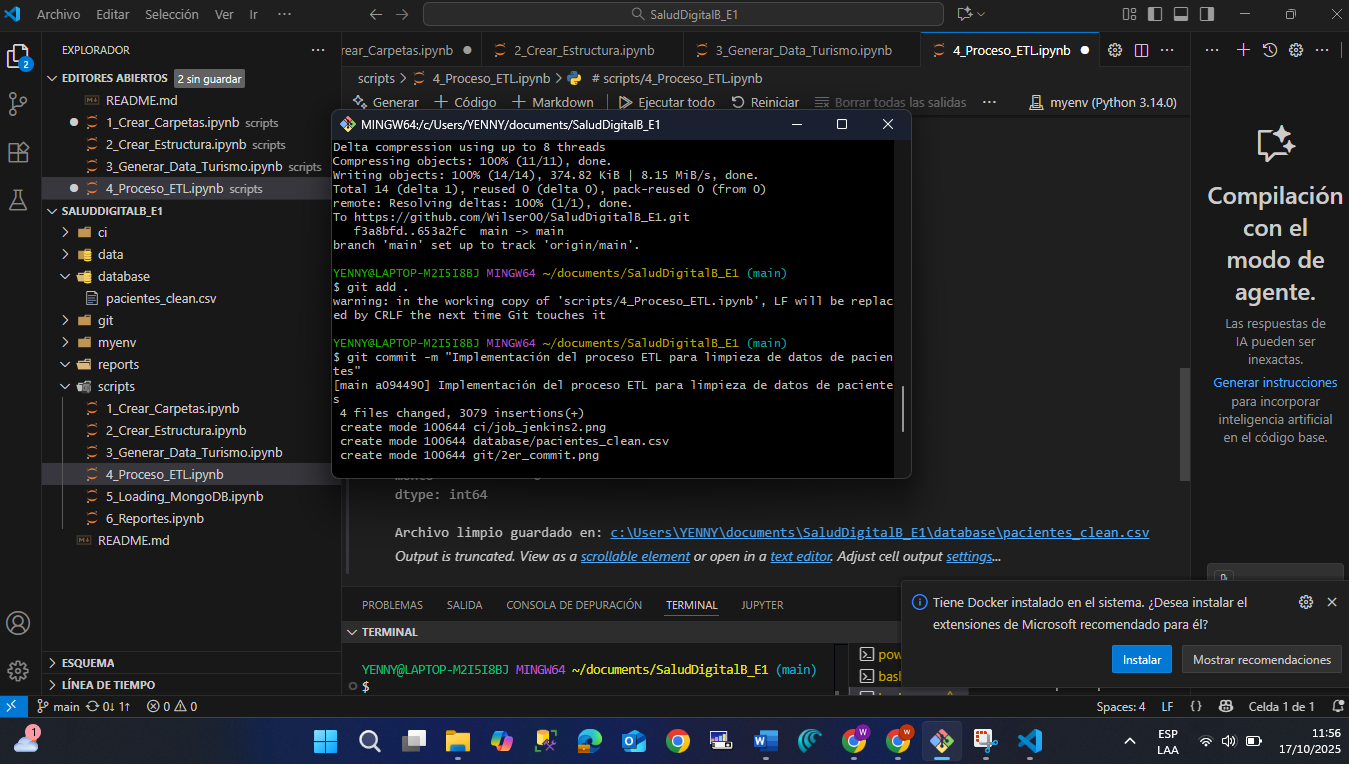 Archivo Editar Selección Ver Ir ··· SaludDigitalB_E1
EXPLORADOR
EDITORES ABIERTOS 2 sin guardar
README.md
1_Crear_Carpetas.ipynb scripts
2_Crear_Estructura.ipynb scripts
3_Generar_Data_Turismo.ipynb scripts
4_Proceso_ETL.ipynb scripts
SALUDDIGITALB_E1
ci
data
database
pacientes_clean.csv
git
myenv
reports
scripts
1_Crear_Carpetas.ipynb
2_Crear_Estructura.ipynb
3_Generar_Data_Turismo.ipynb
4_Proceso_ETL.ipynb
5_Loading_MongoDB.ipynb
6_Reportes.ipynb
README.md
ESQUEMA
LÍNEA DE TIEMPO
2
rear_Carpetas.ipynb 2_Crear_Estructura.ipynb 3_Generar_Data_Turismo.ipynb 4_Proceso_ETL.ipynb
scripts > 4_Proceso_ETL.ipynb > # scripts/4_Proceso_ETL.ipynb
Generar + Código + Markdown Ejecutar todo Reiniciar Borrar todas las salidas ··· myenv (Python 3.14.0)
MINGW64:/c/Users/YENNY/documents/SaludDigitalB_E1
Delta compression using up to 8 threads
Compressing objects: 100% (11/11), done.
Writing objects: 100% (14/14), 374.82 KiB | 8.15 MiB/s, done.
Total 14 (delta 1), reused 0 (delta 0), pack-reused 0 (from 0)
remote: Resolving deltas: 100% (1/1), done.
To https://github.com/Wilser00/SaludDigitalB_E1.git
f3a8bfd..653a2fc main -> main
branch 'main' set up to track 'origin/main'.
YENNY@LAPTOP-M2I5I8BJ MINGW64 ~/documents/SaludDigitalB_E1 (main)
$ git add .
warning: in the working copy of 'scripts/4_Proceso_ETL.ipynb', LF will be replac
ed by CRLF the next time Git touches it
YENNY@LAPTOP-M2I5I8BJ MINGW64 ~/documents/SaludDigitalB_E1 (main)
$ git commit -m "Implementación del proceso ETL para limpieza de datos de pacien
tes"
[main a094490] Implementación del proceso ETL para limpieza de datos de paciente
s
4 files changed, 3079 insertions(+)
create mode 100644 ci/job_jenkins2.png
create mode 100644 database/pacientes_clean.csv
create mode 100644 git/2er_commit.png
dtype: int64
Archivo limpio guardado en: c:\Users\YENNY\documents\SaludDigitalB_E1\database\pacientes_clean.csv
Output is truncated. View as a scrollable element or open in a text editor. Adjust cell output settings...
PROBLEMAS SALIDA CONSOLA DE DEPURACIÓN TERMINAL JUPYTER
TERMINAL
YENNY@LAPTOP-M2I5I8BJ MINGW64 ~/documents/SaludDigitalB_E1 (main)
$
pow
bas
Compilación
con el
modo de
agente.
Las respuestas de
IA pueden ser
inexactas.
Generar instrucciones
para incorporar
inteligencia artificial
en el código base.
Tiene Docker instalado en el sistema. ¿Desea instalar el
extensiones de Microsoft recomendado para él?
Instalar Mostrar recomendaciones
main 0↓ 1↑ 0 0 Spaces: 4 LF {} Celda 1 de 1
1
ESP
LAA
11:56
17/10/2025